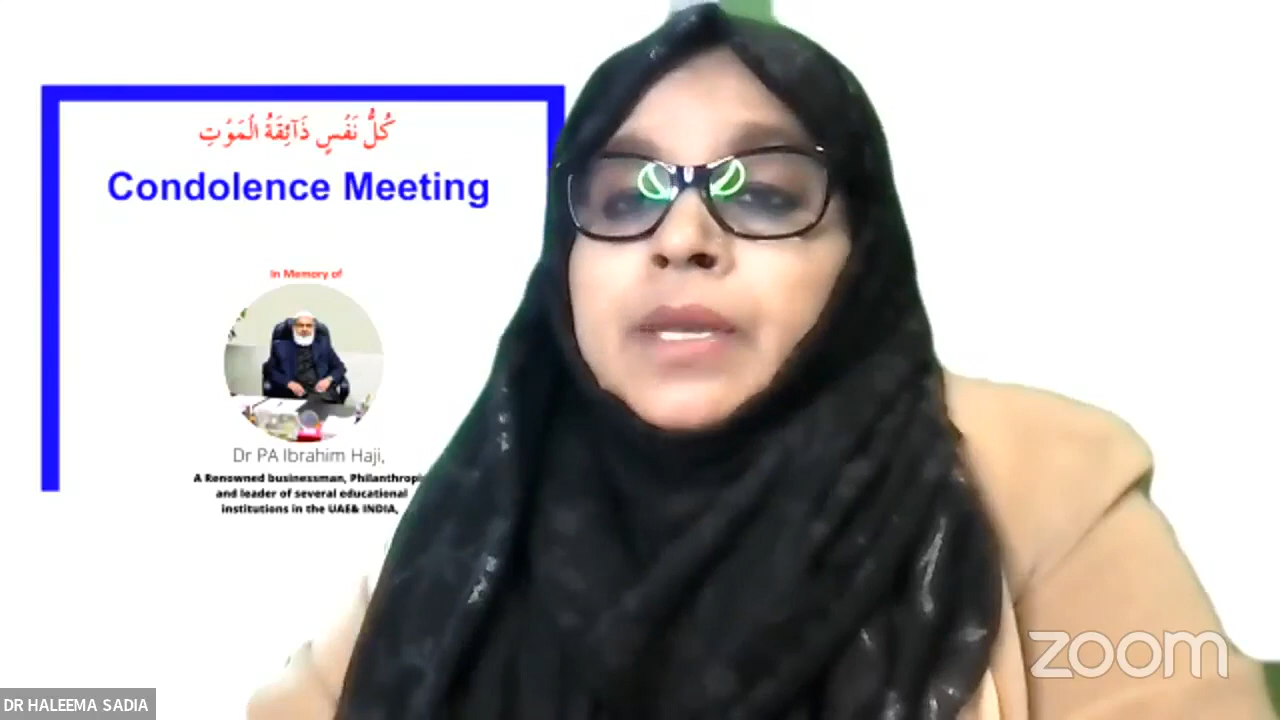 كُلُّ نَفْسٍ ذَآئِقَةُ الْمَوْتِ
Condolence Meeting
In Memory of
Dr PA Ibrahim Haji,
A Renowned businessman,
and leader of several educational
institutions in the UAE& INDIA,
zoom
DR HALEEMA SADIA